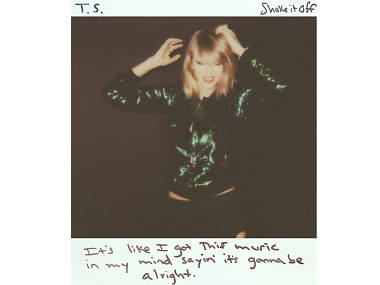 T.S.
Shake it Off
It's like I got This music
in my mind sayin' it's gonna be
alright.